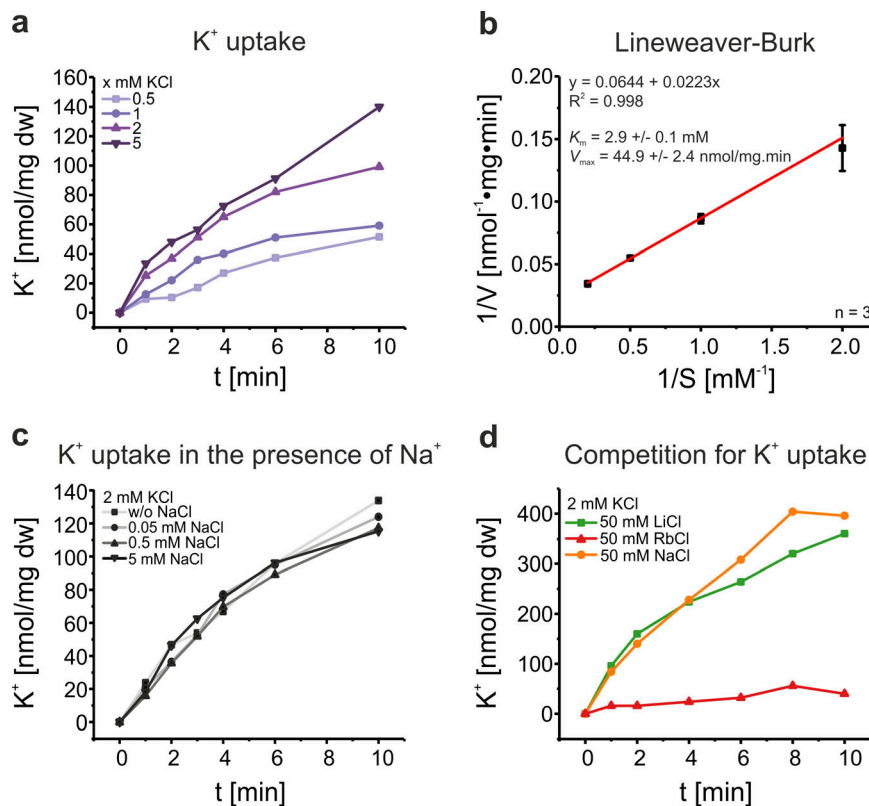 a
K⁺ uptake
K⁺ [nmol/mg dw]
160
140
120
100
80
60
40
20
0
x mM KCl
0.5
1
2
5
0 2 4 6 8 10
t [min]
b
Lineweaver-Burk
1/V [nmol⁻¹•mg•min]
0.20
0.15
0.10
0.05
0.00
y = 0.0644 + 0.0223x
R² = 0.998
Km = 2.9 +/- 0.1 mM
Vmax = 44.9 +/- 2.4 nmol/mg.min
n = 3
0.0 0.5 1.0 1.5 2.0
1/S [mM⁻¹]
c
K⁺ uptake in the presence of Na⁺
K⁺ [nmol/mg dw]
140
120
100
80
60
40
20
0
2 mM KCl
w/o NaCl
0.05 mM NaCl
0.5 mM NaCl
5 mM NaCl
0 2 4 6 8 10
t [min]
d
Competition for K⁺ uptake
K⁺ [nmol/mg dw]
400
300
200
100
0
2 mM KCl
50 mM LiCl
50 mM RbCl
50 mM NaCl
0 2 4 6 8 10
t [min]